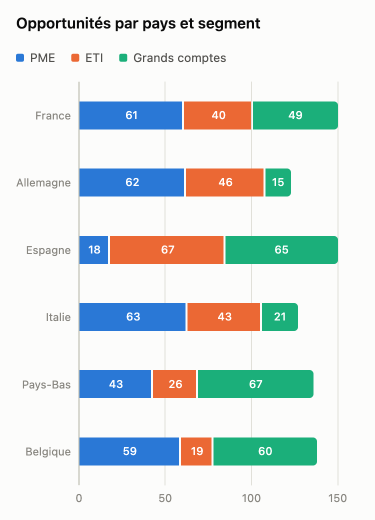 Opportunités par pays et segment
PME ETI Grands comptes
France 61 40 49
Allemagne 62 46 15
Espagne 18 67 65
Italie 63 43 21
Pays-Bas 43 26 67
Belgique 59 19 60
0 50 100 150